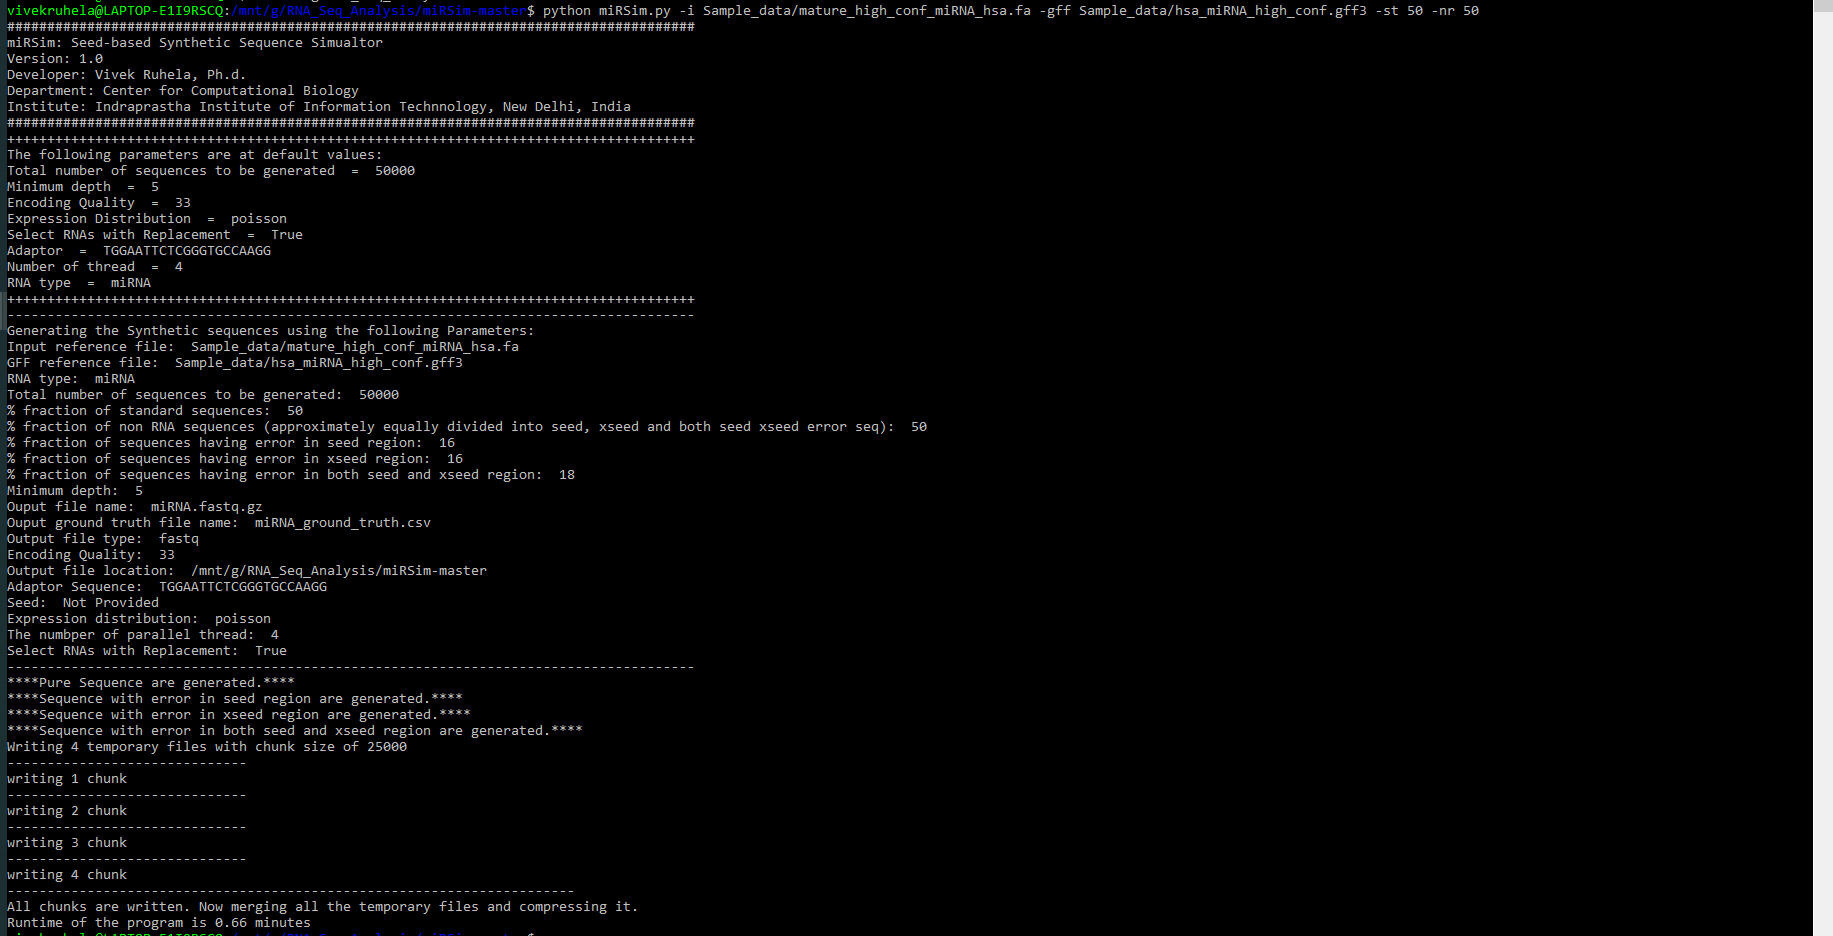 vivekruhela@LAPTOP-E1I9RSCQ:/mnt/g/RNA_Seq_Analysis/miRSim-master$ python miRSim.py -i Sample_data/mature_high_conf_miRNA_hsa.fa -gff Sample_data/hsa_miRNA_high_conf.gff3 -st 50 -nr 50
######################################################################################
miRSim: Seed-based Synthetic Sequence Simualtor
Version: 1.0
Developer: Vivek Ruhela, Ph.d.
Department: Center for Computational Biology
Institute: Indraprastha Institute of Information Technnology, New Delhi, India
######################################################################################
++++++++++++++++++++++++++++++++++++++++++++++++++++++++++++++++++++++++++++++++++++++
The following parameters are at default values:
Total number of sequences to be generated  =  50000
Minimum depth  =  5
Encoding Quality  =  33
Expression Distribution  =  poisson
Select RNAs with Replacement  =  True
Adaptor  =  TGGAATTCTCGGGTGCCAAGG
Number of thread  =  4
RNA type  =  miRNA
++++++++++++++++++++++++++++++++++++++++++++++++++++++++++++++++++++++++++++++++++++++
--------------------------------------------------------------------------------------
Generating the Synthetic sequences using the following Parameters:
Input reference file:  Sample_data/mature_high_conf_miRNA_hsa.fa
GFF reference file:  Sample_data/hsa_miRNA_high_conf.gff3
RNA type:  miRNA
Total number of sequences to be generated:  50000
% fraction of standard sequences:  50
% fraction of non RNA sequences (approximately equally divided into seed, xseed and both seed xseed error seq):  50
% fraction of sequences having error in seed region:  16
% fraction of sequences having error in xseed region:  16
% fraction of sequences having error in both seed and xseed region:  18
Minimum depth:  5
Ouput file name:  miRNA.fastq.gz
Ouput ground truth file name:  miRNA_ground_truth.csv
Output file type:  fastq
Encoding Quality:  33
Output file location:  /mnt/g/RNA_Seq_Analysis/miRSim-master
Adaptor Sequence:  TGGAATTCTCGGGTGCCAAGG
Seed:  Not Provided
Expression distribution:  poisson
The numbper of parallel thread:  4
Select RNAs with Replacement:  True
--------------------------------------------------------------------------------------
****Pure Sequence are generated.****
****Sequence with error in seed region are generated.****
****Sequence with error in xseed region are generated.****
****Sequence with error in both seed and xseed region are generated.****
Writing 4 temporary files with chunk size of 25000
------------------------------
writing 1 chunk
------------------------------
writing 2 chunk
------------------------------
writing 3 chunk
------------------------------
writing 4 chunk
-----------------------------------------------------------------------
All chunks are written. Now merging all the temporary files and compressing it.
Runtime of the program is 0.66 minutes